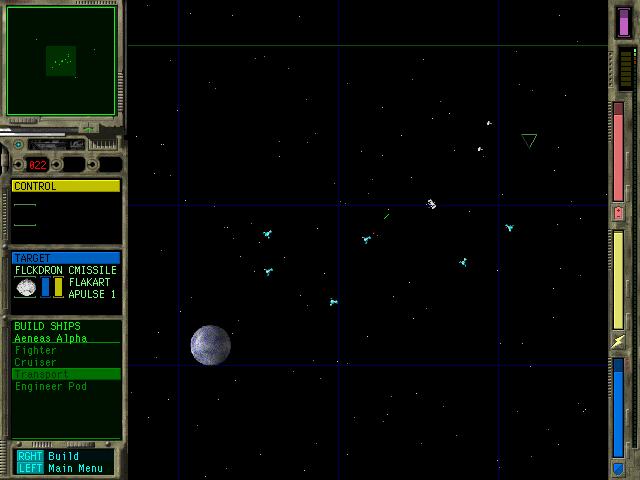 022
CONTROL
TARGET
FLCKDRON CMISSILE
FLAKART
APULSE 1
BUILD SHIPS
Aeneas Alpha
Fighter
Cruiser
Transport
Engineer Pod
RGHT Build
LEFT Main Menu